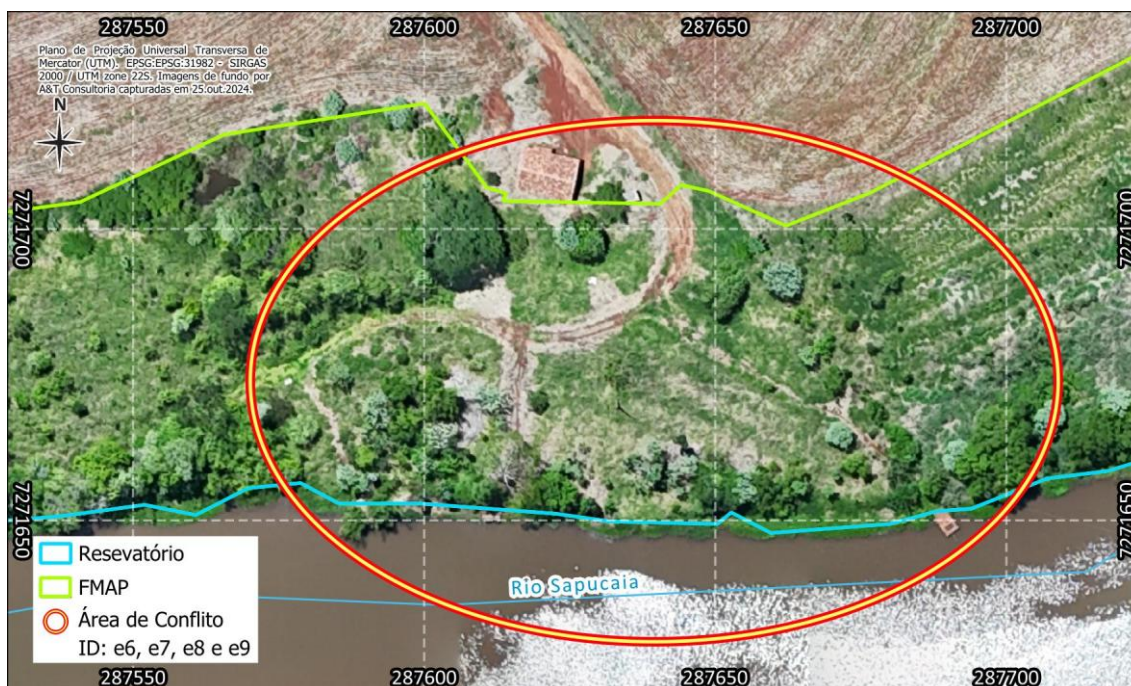 287550 287600 287650 287700
Plano de Projeção Universal Transversa de
Mercator (UTM). EPSG:EPSG:31982 - SIRGAS
2000 / UTM zone 22S. Imagens de fundo por
A&T Consultoria capturadas em 25.out.2024.
N
7271700 7271700
7271650 7271650
Resevatório
FMAP
Área de Conflito
ID: e6, e7, e8 e e9
Rio Sapucaia
287550 287600 287650 287700